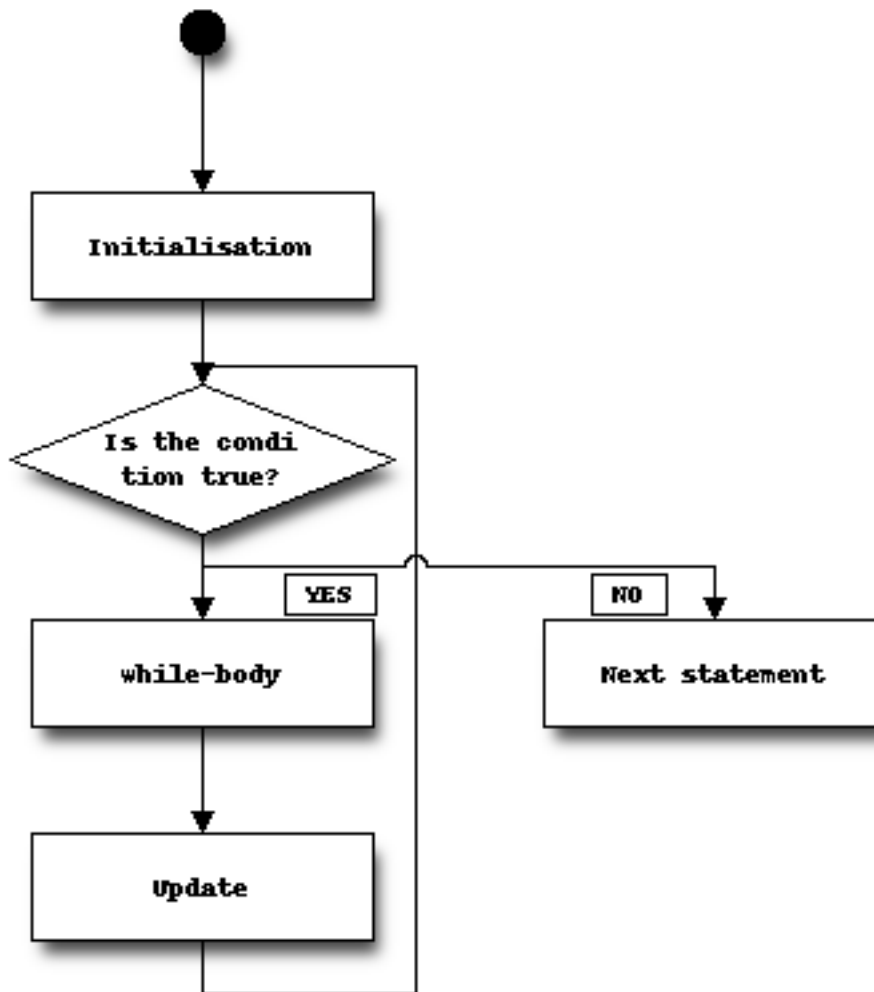 Initialisation
Is the condi
tion true?
YES
NO
while-body
Next statement
Update